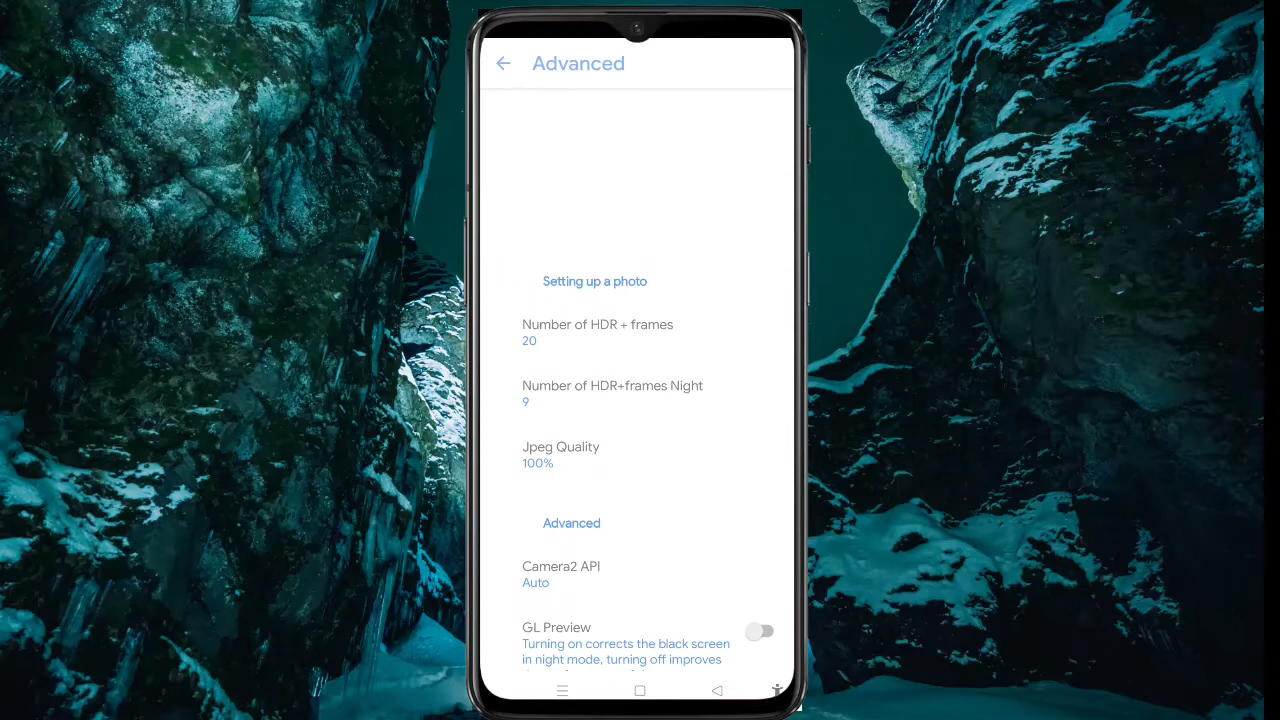 Advanced
Setting up a photo
Number of HDR + frames
20
Number of HDR+frames Night
9
Jpeg Quality
100%
Advanced
Camera2 API
Auto
GL Preview
Turning on corrects the black screen
in night mode, turning off improves